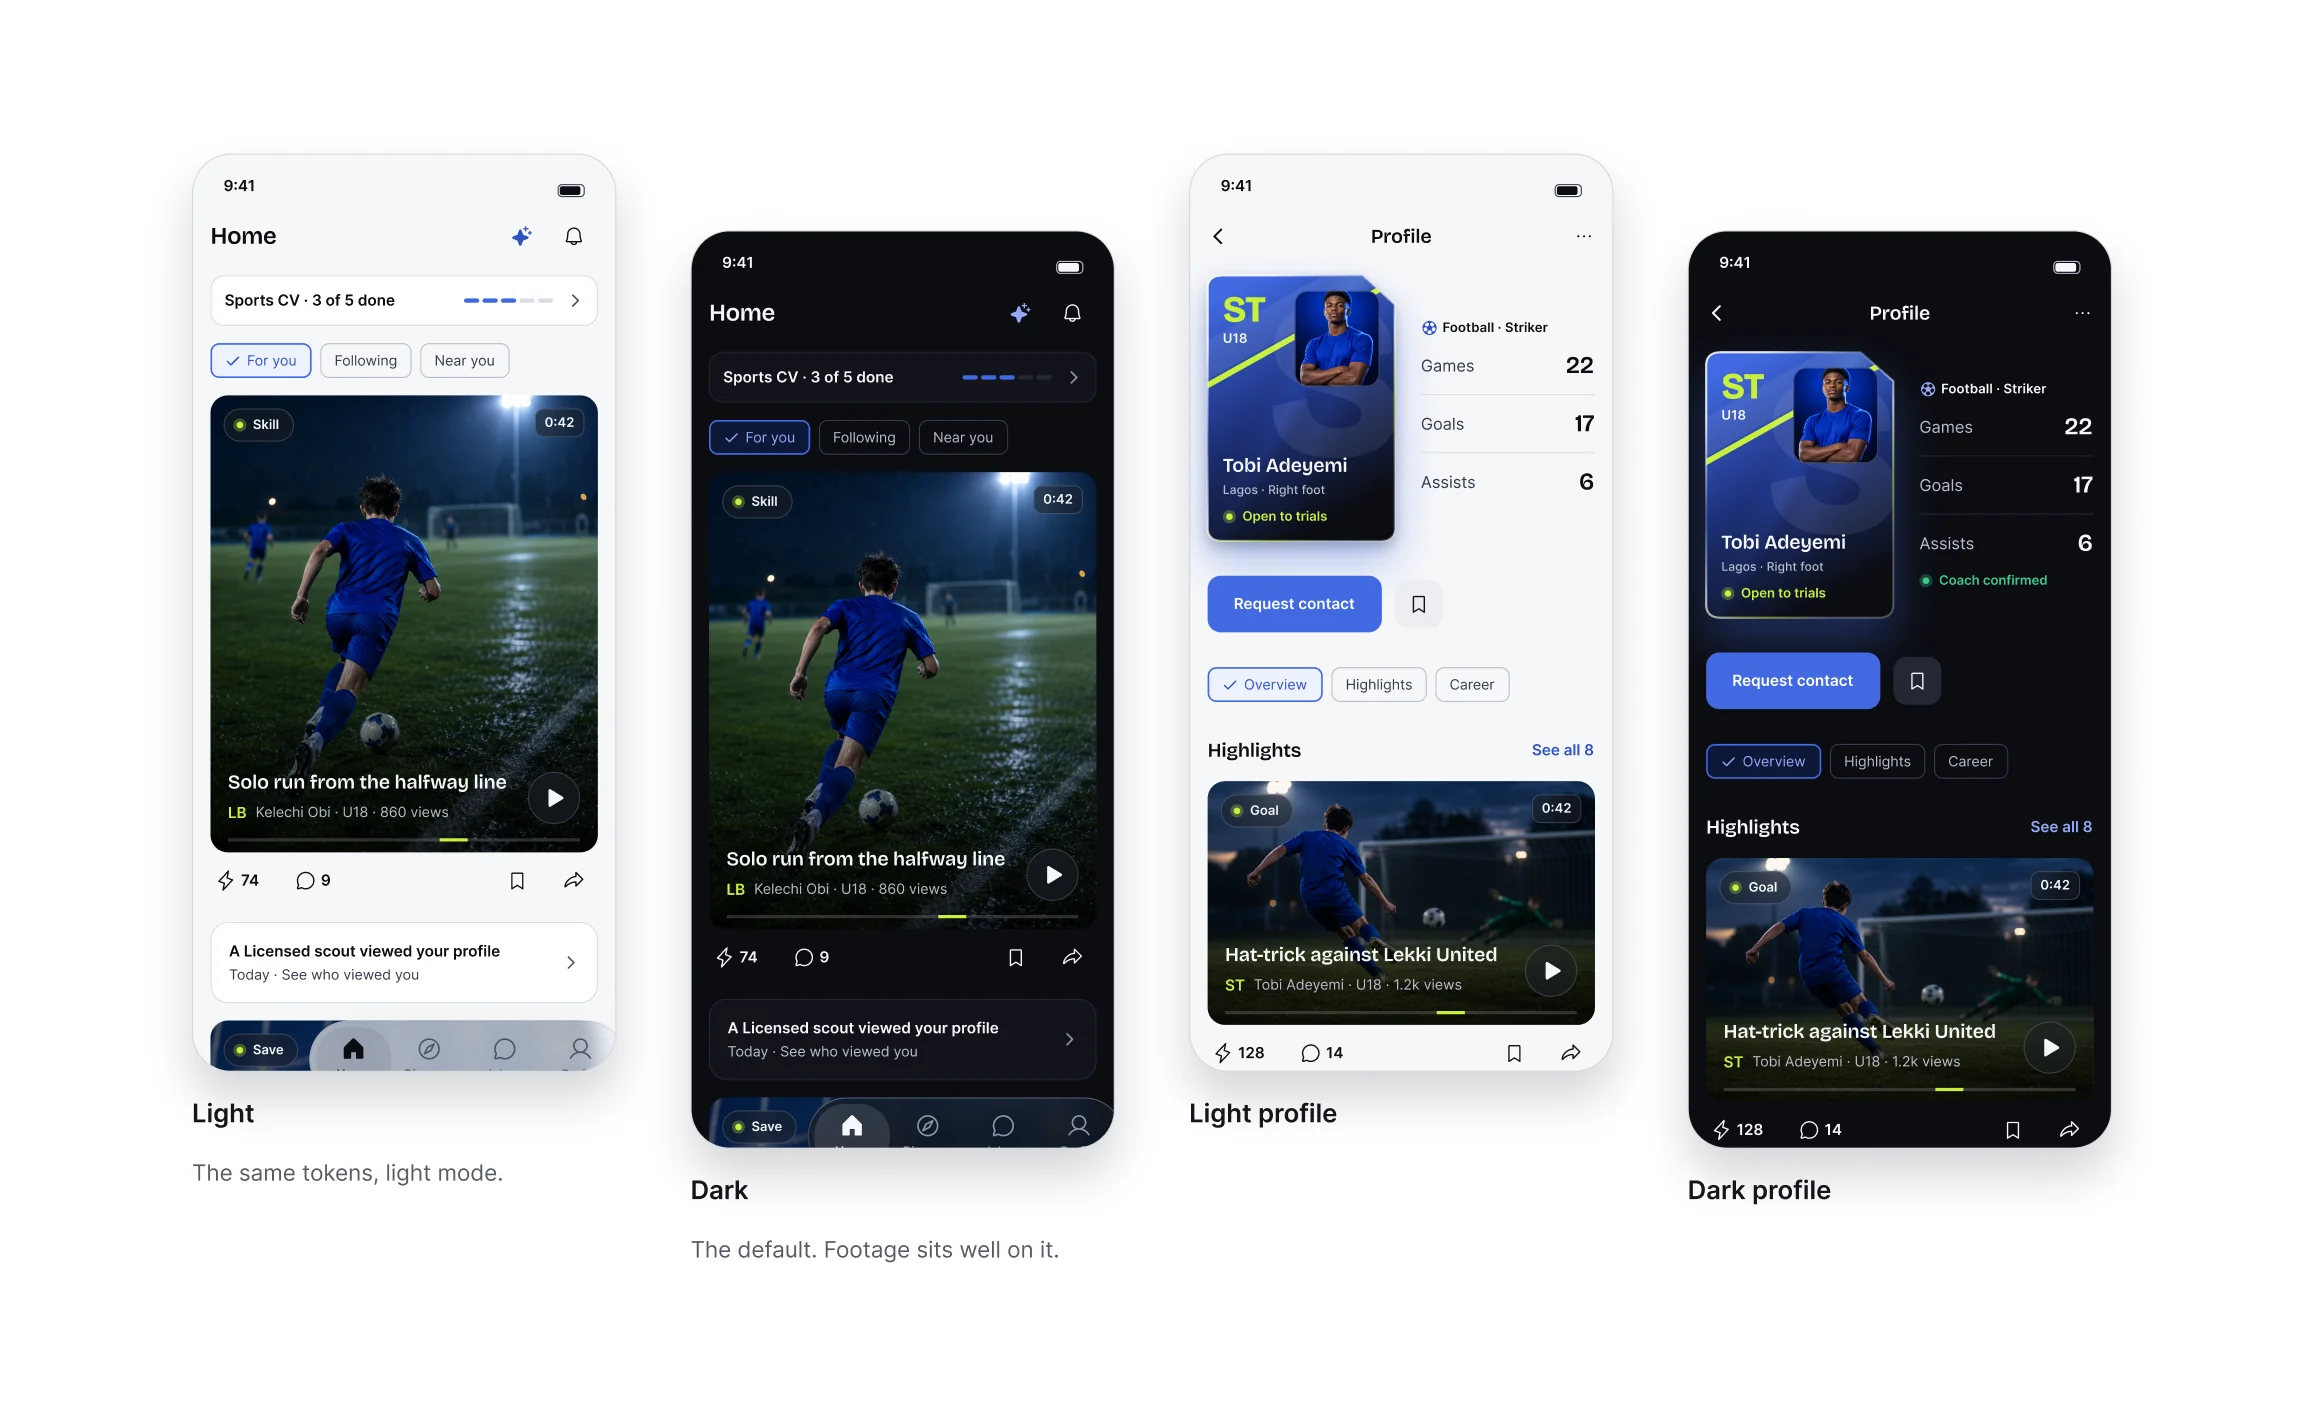 9:41
Home
Sports CV · 3 of 5 done
For you
Following
Near you
Skill
0:42
Solo run from the halfway line
LB Kelechi Obi · U18 · 860 views
74
9
A Licensed scout viewed your profile
Today · See who viewed you
Save
Light
The same tokens, light mode.
9:41
Home
Sports CV · 3 of 5 done
For you
Following
Near you
Skill
0:42
Solo run from the halfway line
LB Kelechi Obi · U18 · 860 views
74
9
A Licensed scout viewed your profile
Today · See who viewed you
Save
Dark
The default. Footage sits well on it.
9:41
Profile
ST
U18
Tobi Adeyemi
Lagos · Right foot
Open to trials
Football · Striker
Games 22
Goals 17
Assists 6
Request contact
Overview
Highlights
Career
Highlights
See all 8
Goal
0:42
Hat-trick against Lekki United
ST Tobi Adeyemi · U18 · 1.2k views
128
14
Light profile
9:41
Profile
ST
U18
Tobi Adeyemi
Lagos · Right foot
Open to trials
Football · Striker
Games 22
Goals 17
Assists 6
Coach confirmed
Request contact
Overview
Highlights
Career
Highlights
See all 8
Goal
0:42
Hat-trick against Lekki United
ST Tobi Adeyemi · U18 · 1.2k views
128
14
Dark profile